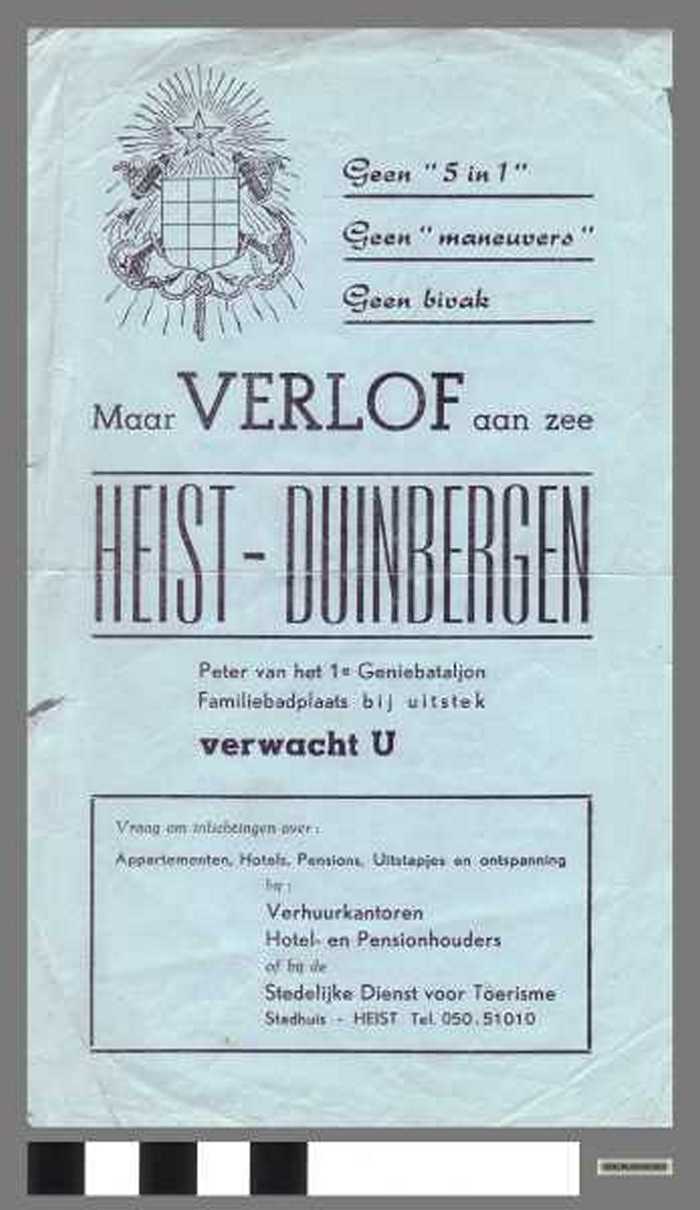 Geen "5 in 1"
Geen "maneuvers"
Geen bivak
Maar VERLOF aan zee
HEIST - DUINBERGEN
Peter van het 1e Geniebataljon
Familiebadplaats bij uitstek
verwacht U
Vraag om inlichtingen over:
Appartementen, Hotels, Pensions, Uitstapjes en ontspanning
bij:
Verhuurkantoren
Hotel- en Pensionhouders
of bij de
Stedelijke Dienst voor Töerisme
Stadhuis - HEIST Tel. 050.51010